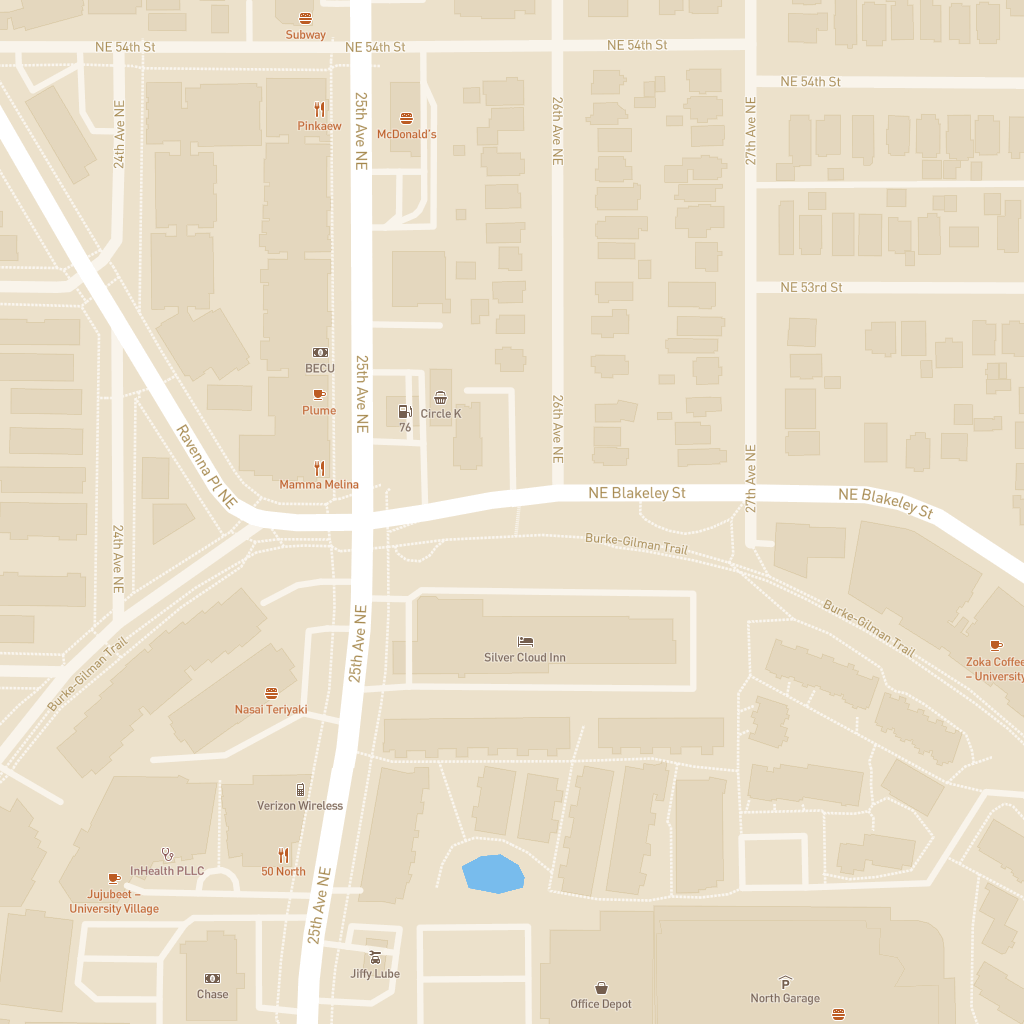 Subway
NE 54th St
NE 54th St
NE 54th St
NE 54th St
24th Ave NE
25th Ave NE
26th Ave NE
27th Ave NE
Pinkaew
McDonald's
NE 53rd St
BECU
25th Ave NE
Plume
Circle K
76
26th Ave NE
Ravenna Pl NE
Mamma Melina
27th Ave NE
NE Blakeley St
NE Blakeley St
24th Ave NE
Burke-Gilman Trail
Burke-Gilman Trail
25th Ave NE
Silver Cloud Inn
Zoka Coffee
– University
Burke-Gilman Trail
Nasai Teriyaki
Verizon Wireless
InHealth PLLC
50 North
Jujubeet –
University Village
25th Ave NE
Jiffy Lube
Chase
Office Depot
P
North Garage